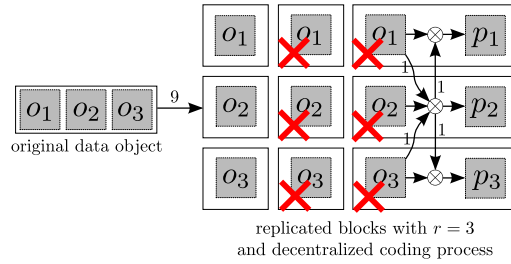 o1 o1 o1 ⊗ p1
1 1
o1 o2 o3 9 o2 o2 o2 ⊗ p2
original data object
1 1
o3 o3 o3 ⊗ p3
replicated blocks with r = 3
and decentralized coding process